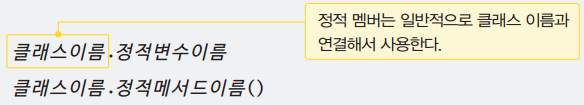 정적 멤버는 일반적으로 클래스 이름과
연결해서 사용한다.
클래스이름.정적변수이름
클래스이름.정적메서드이름()